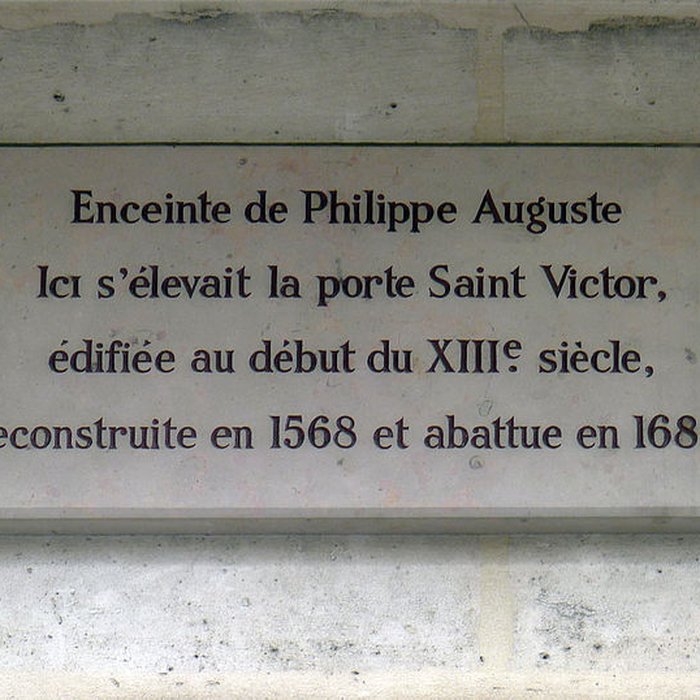 Enceinte de Philippe Auguste
Ici s'élevait la porte Saint Victor,
édifiée au début du XIIIe siècle,
econstruite en 1568 et abattue en 168